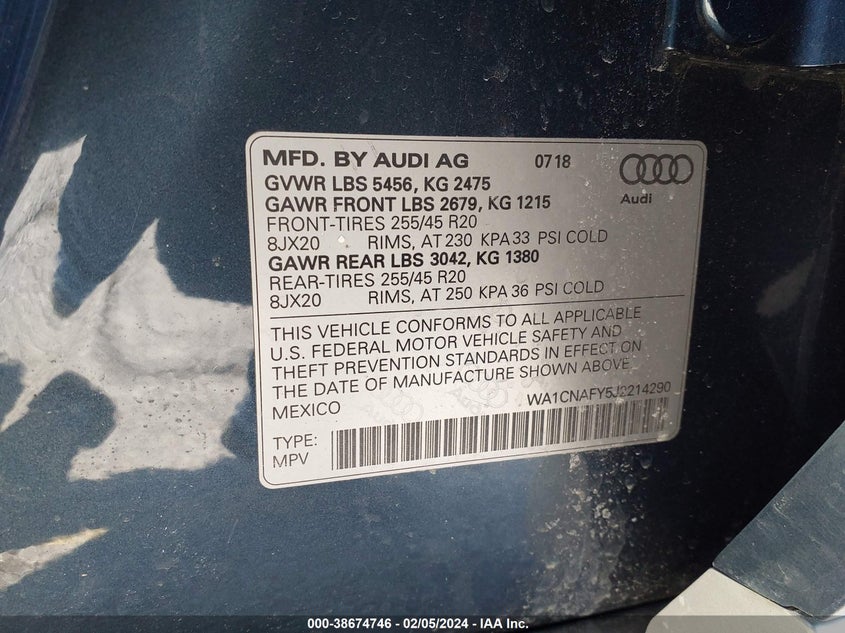 MFD. BY AUDI AG 0718
GVWR LBS 5456, KG 2475
GAWR FRONT LBS 2679, KG 1215
Audi
FRONT-TIRES 255/45 R20
8JX20 RIMS, AT 230 KPA 33 PSI COLD
GAWR REAR LBS 3042, KG 1380
REAR-TIRES 255/45 R20
8JX20 RIMS, AT 250 KPA 36 PSI COLD
THIS VEHICLE CONFORMS TO ALL APPLICABLE
U.S. FEDERAL MOTOR VEHICLE SAFETY AND
THEFT PREVENTION STANDARDS IN EFFECT ON
THE DATE OF MANUFACTURE SHOWN ABOVE.
MEXICO WA1CNAFY5J2214290
TYPE:
MPV
000-38674746 - 02/05/2024 - IAA Inc.